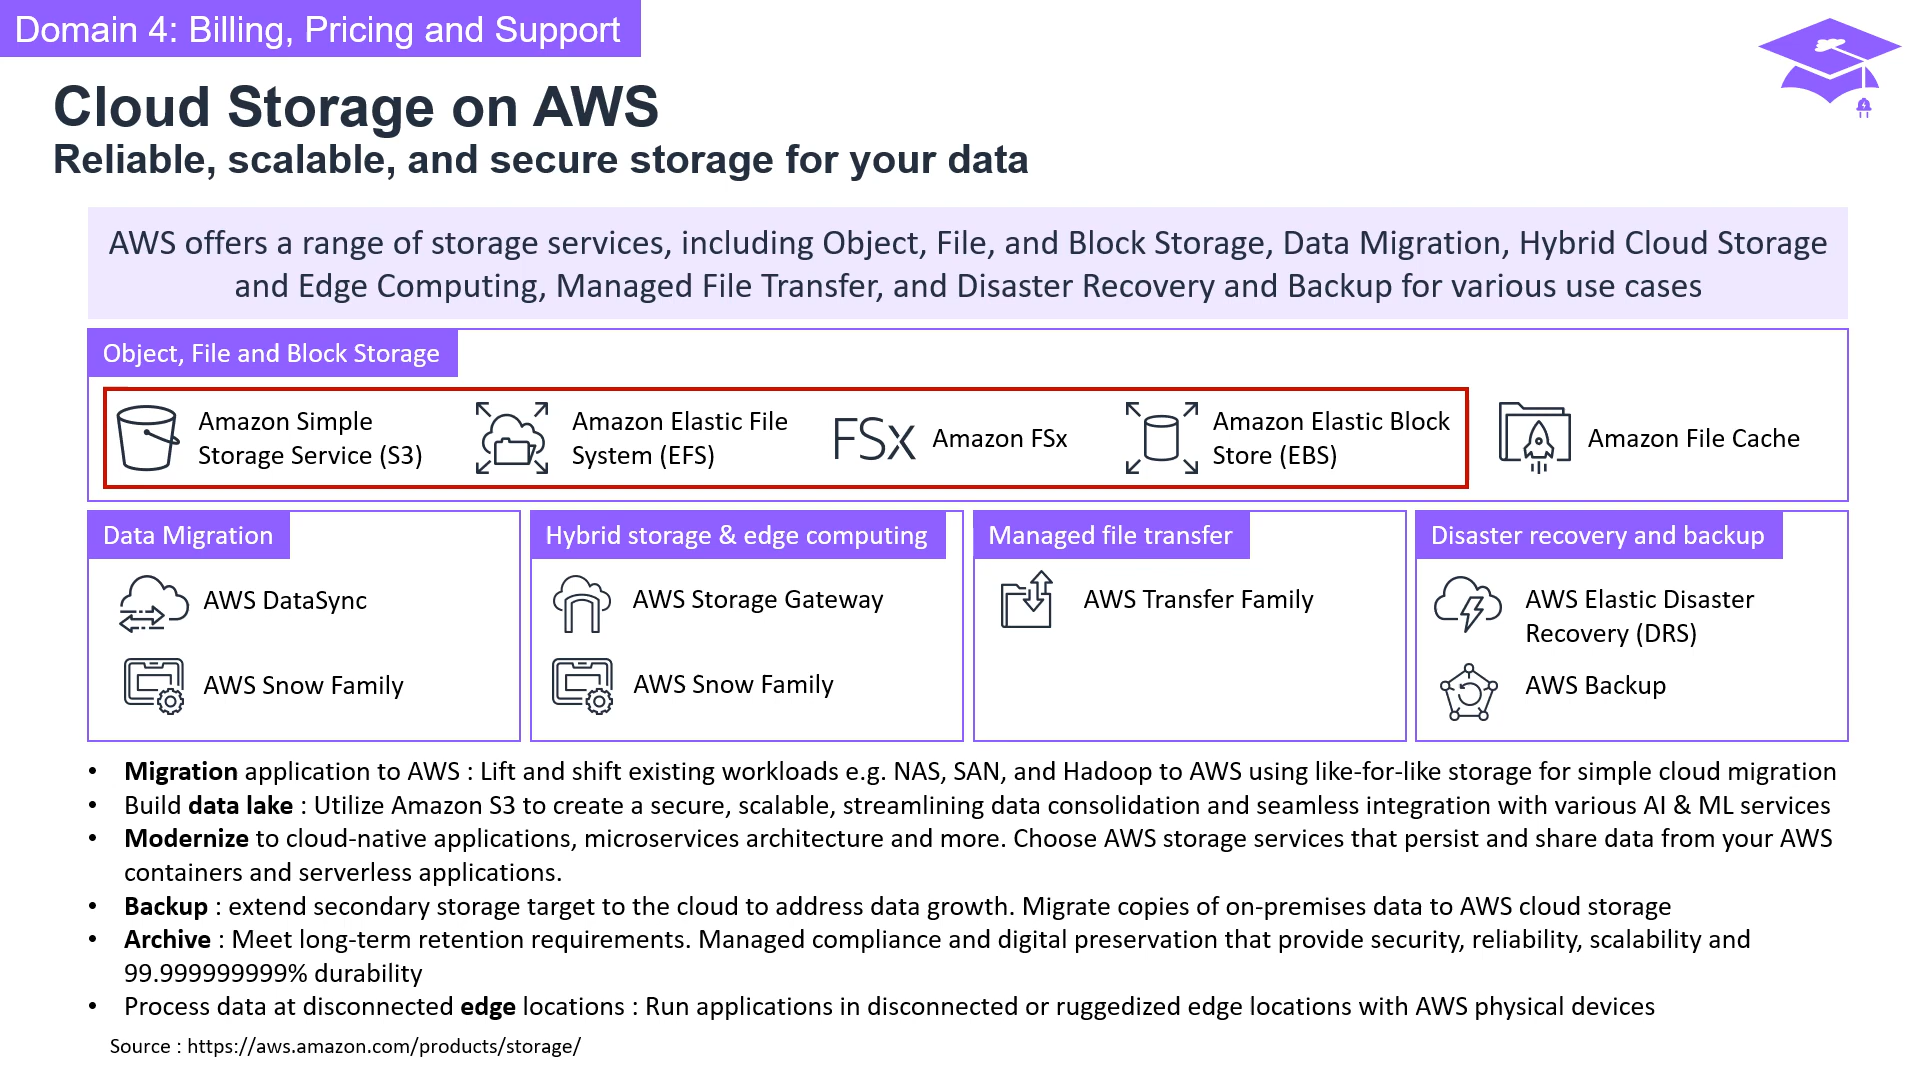 Domain 4: Billing, Pricing and Support
Cloud Storage on AWS
Reliable, scalable, and secure storage for your data
AWS offers a range of storage services, including Object, File, and Block Storage, Data Migration, Hybrid Cloud Storage
and Edge Computing, Managed File Transfer, and Disaster Recovery and Backup for various use cases
Object, File and Block Storage
Amazon Simple
Storage Service (S3)
Amazon Elastic File
System (EFS)
FSx
Amazon FSx
Amazon Elastic Block
Store (EBS)
Amazon File Cache
Data Migration
AWS DataSync
AWS Snow Family
Hybrid storage & edge computing
AWS Storage Gateway
AWS Snow Family
Managed file transfer
AWS Transfer Family
Disaster recovery and backup
AWS Elastic Disaster
Recovery (DRS)
AWS Backup
• Migration application to AWS : Lift and shift existing workloads e.g. NAS, SAN, and Hadoop to AWS using like-for-like storage for simple cloud migration
• Build data lake : Utilize Amazon S3 to create a secure, scalable, streamlining data consolidation and seamless integration with various AI & ML services
• Modernize to cloud-native applications, microservices architecture and more. Choose AWS storage services that persist and share data from your AWS
containers and serverless applications.
• Backup : extend secondary storage target to the cloud to address data growth. Migrate copies of on-premises data to AWS cloud storage
• Archive : Meet long-term retention requirements. Managed compliance and digital preservation that provide security, reliability, scalability and
99.999999999% durability
• Process data at disconnected edge locations : Run applications in disconnected or ruggedized edge locations with AWS physical devices
Source : https://aws.amazon.com/products/storage/